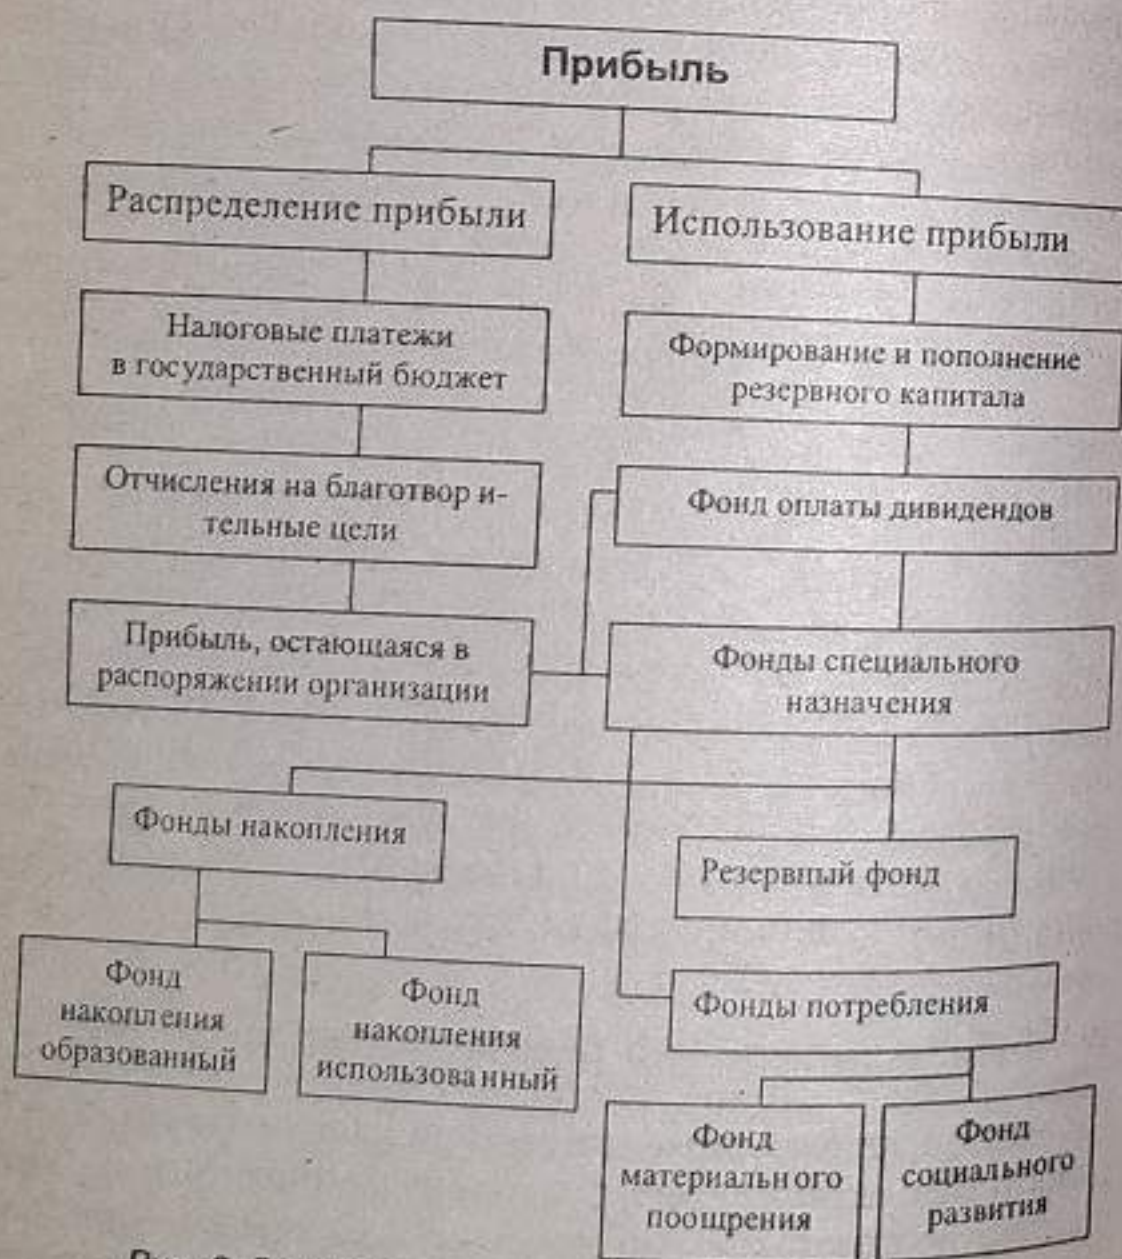 Прибыль
Распределение прибыли
Использование прибыли
Налоговые платежи
в государственный бюджет
Формирование и пополнение
резервного капитала
Отчисления на благотвор и-
тельные цели
Фонд оплаты дивидендов
Прибыль, остающаяся в
распоряжении организации
Фонды специального
назначения
Фонды накопления
Резервный фонд
Фонд
накопления
образованный
Фонд
накопления
использованный
Фонды потребления
Фонд
материального
поощрения
Фонд
социального
развития